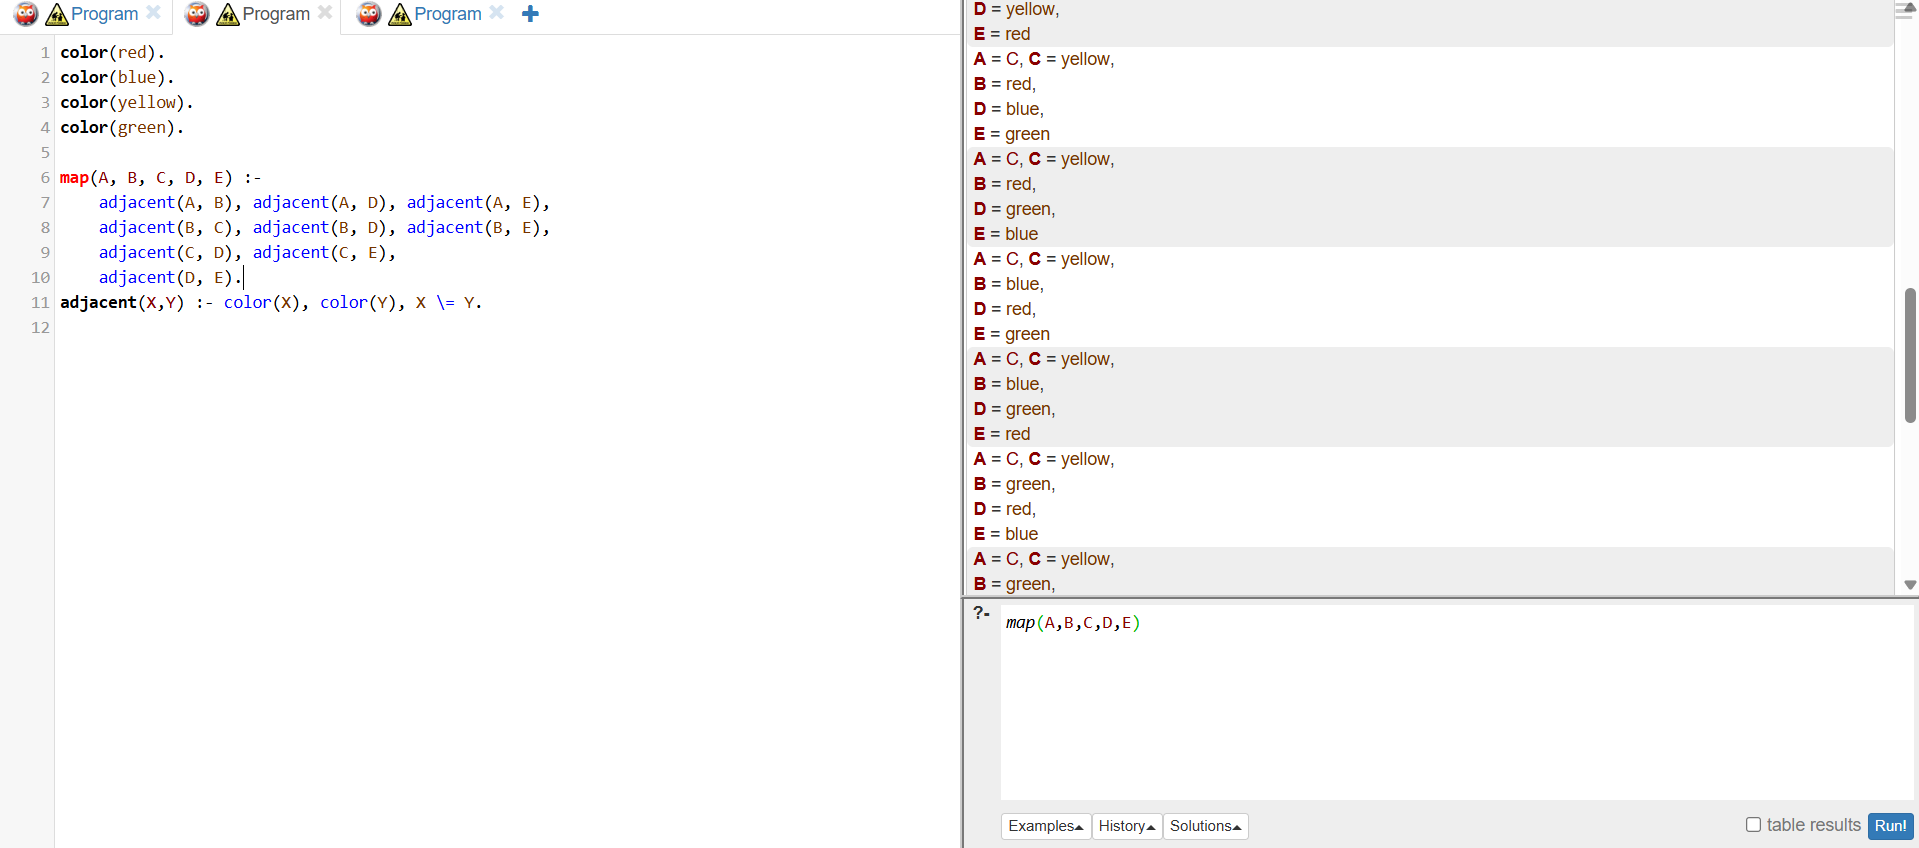 Program Program Program
1 color(red).
2 color(blue).
3 color(yellow).
4 color(green).
5
6 map(A, B, C, D, E) :-
7 adjacent(A, B), adjacent(A, D), adjacent(A, E),
8 adjacent(B, C), adjacent(B, D), adjacent(B, E),
9 adjacent(C, D), adjacent(C, E),
10 adjacent(D, E).
11 adjacent(X,Y) :- color(X), color(Y), X \= Y.
12
D = yellow,
E = red
A = C, C = yellow,
B = red,
D = blue,
E = green
A = C, C = yellow,
B = red,
D = green,
E = blue
A = C, C = yellow,
B = blue,
D = red,
E = green
A = C, C = yellow,
B = blue,
D = green,
E = red
A = C, C = yellow,
B = green,
D = red,
E = blue
A = C, C = yellow,
B = green,
?- map(A,B,C,D,E)
Examples History Solutions table results Run!